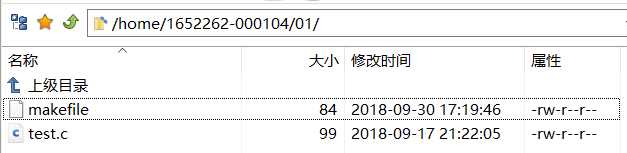 /home/1652262-000104/01/
名称 大小 修改时间 属性
上级目录
makefile 84 2018-09-30 17:19:46 -rw-r--r--
test.c 99 2018-09-17 21:22:05 -rw-r--r--